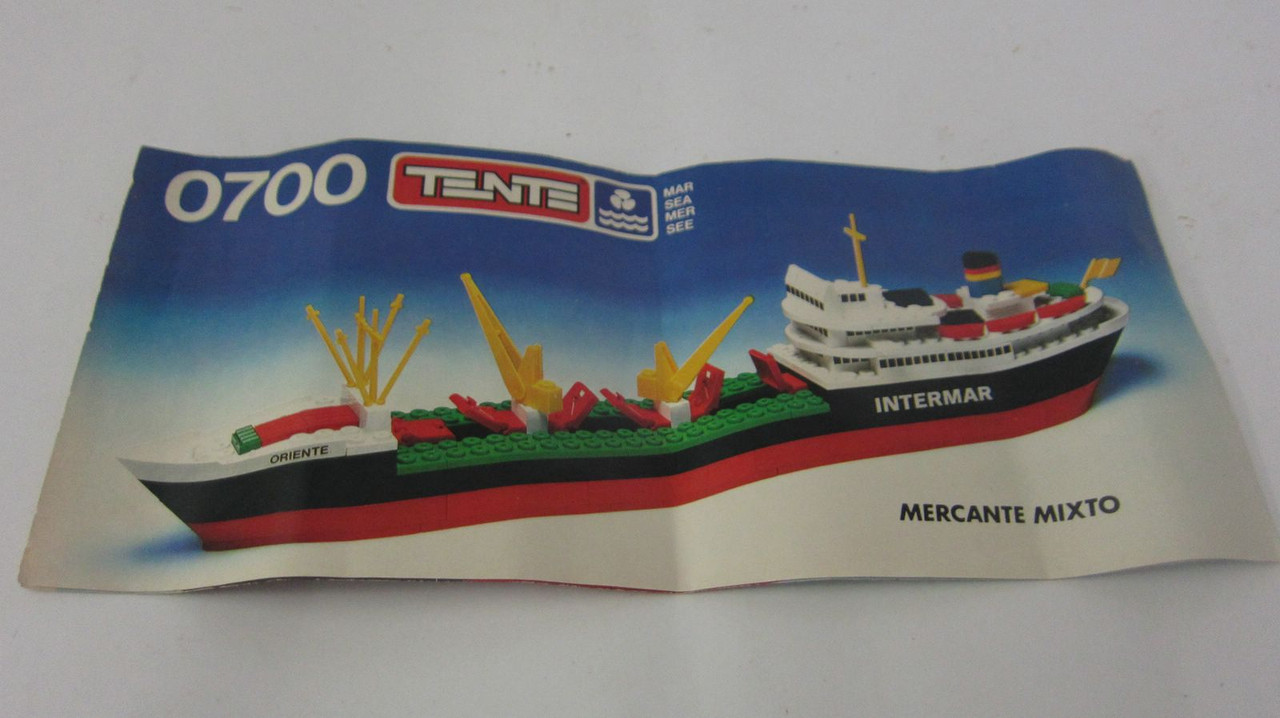 0700
TENTE
MAR
SEA
MER
SEE
INTERMAR
ORIENTE
MERCANTE MIXTO